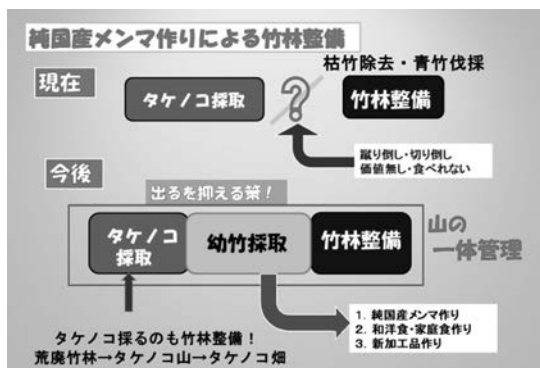 純国産メンマ作りによる竹林整備
現在
枯竹除去・青竹伐採
タケノコ採取
?
竹林整備
蹴り倒し・切り倒し
価値無し・食べれない
今後
出るを抑える策!
タケノコ
採取
幼竹採取
竹林整備
山の
一体管理
タケノコ採るのも竹林整備!
荒廃竹林→タケノコ山→タケノコ畑
1. 純国産メンマ作り
2. 和洋食・家庭食作り
3. 新加工品作り